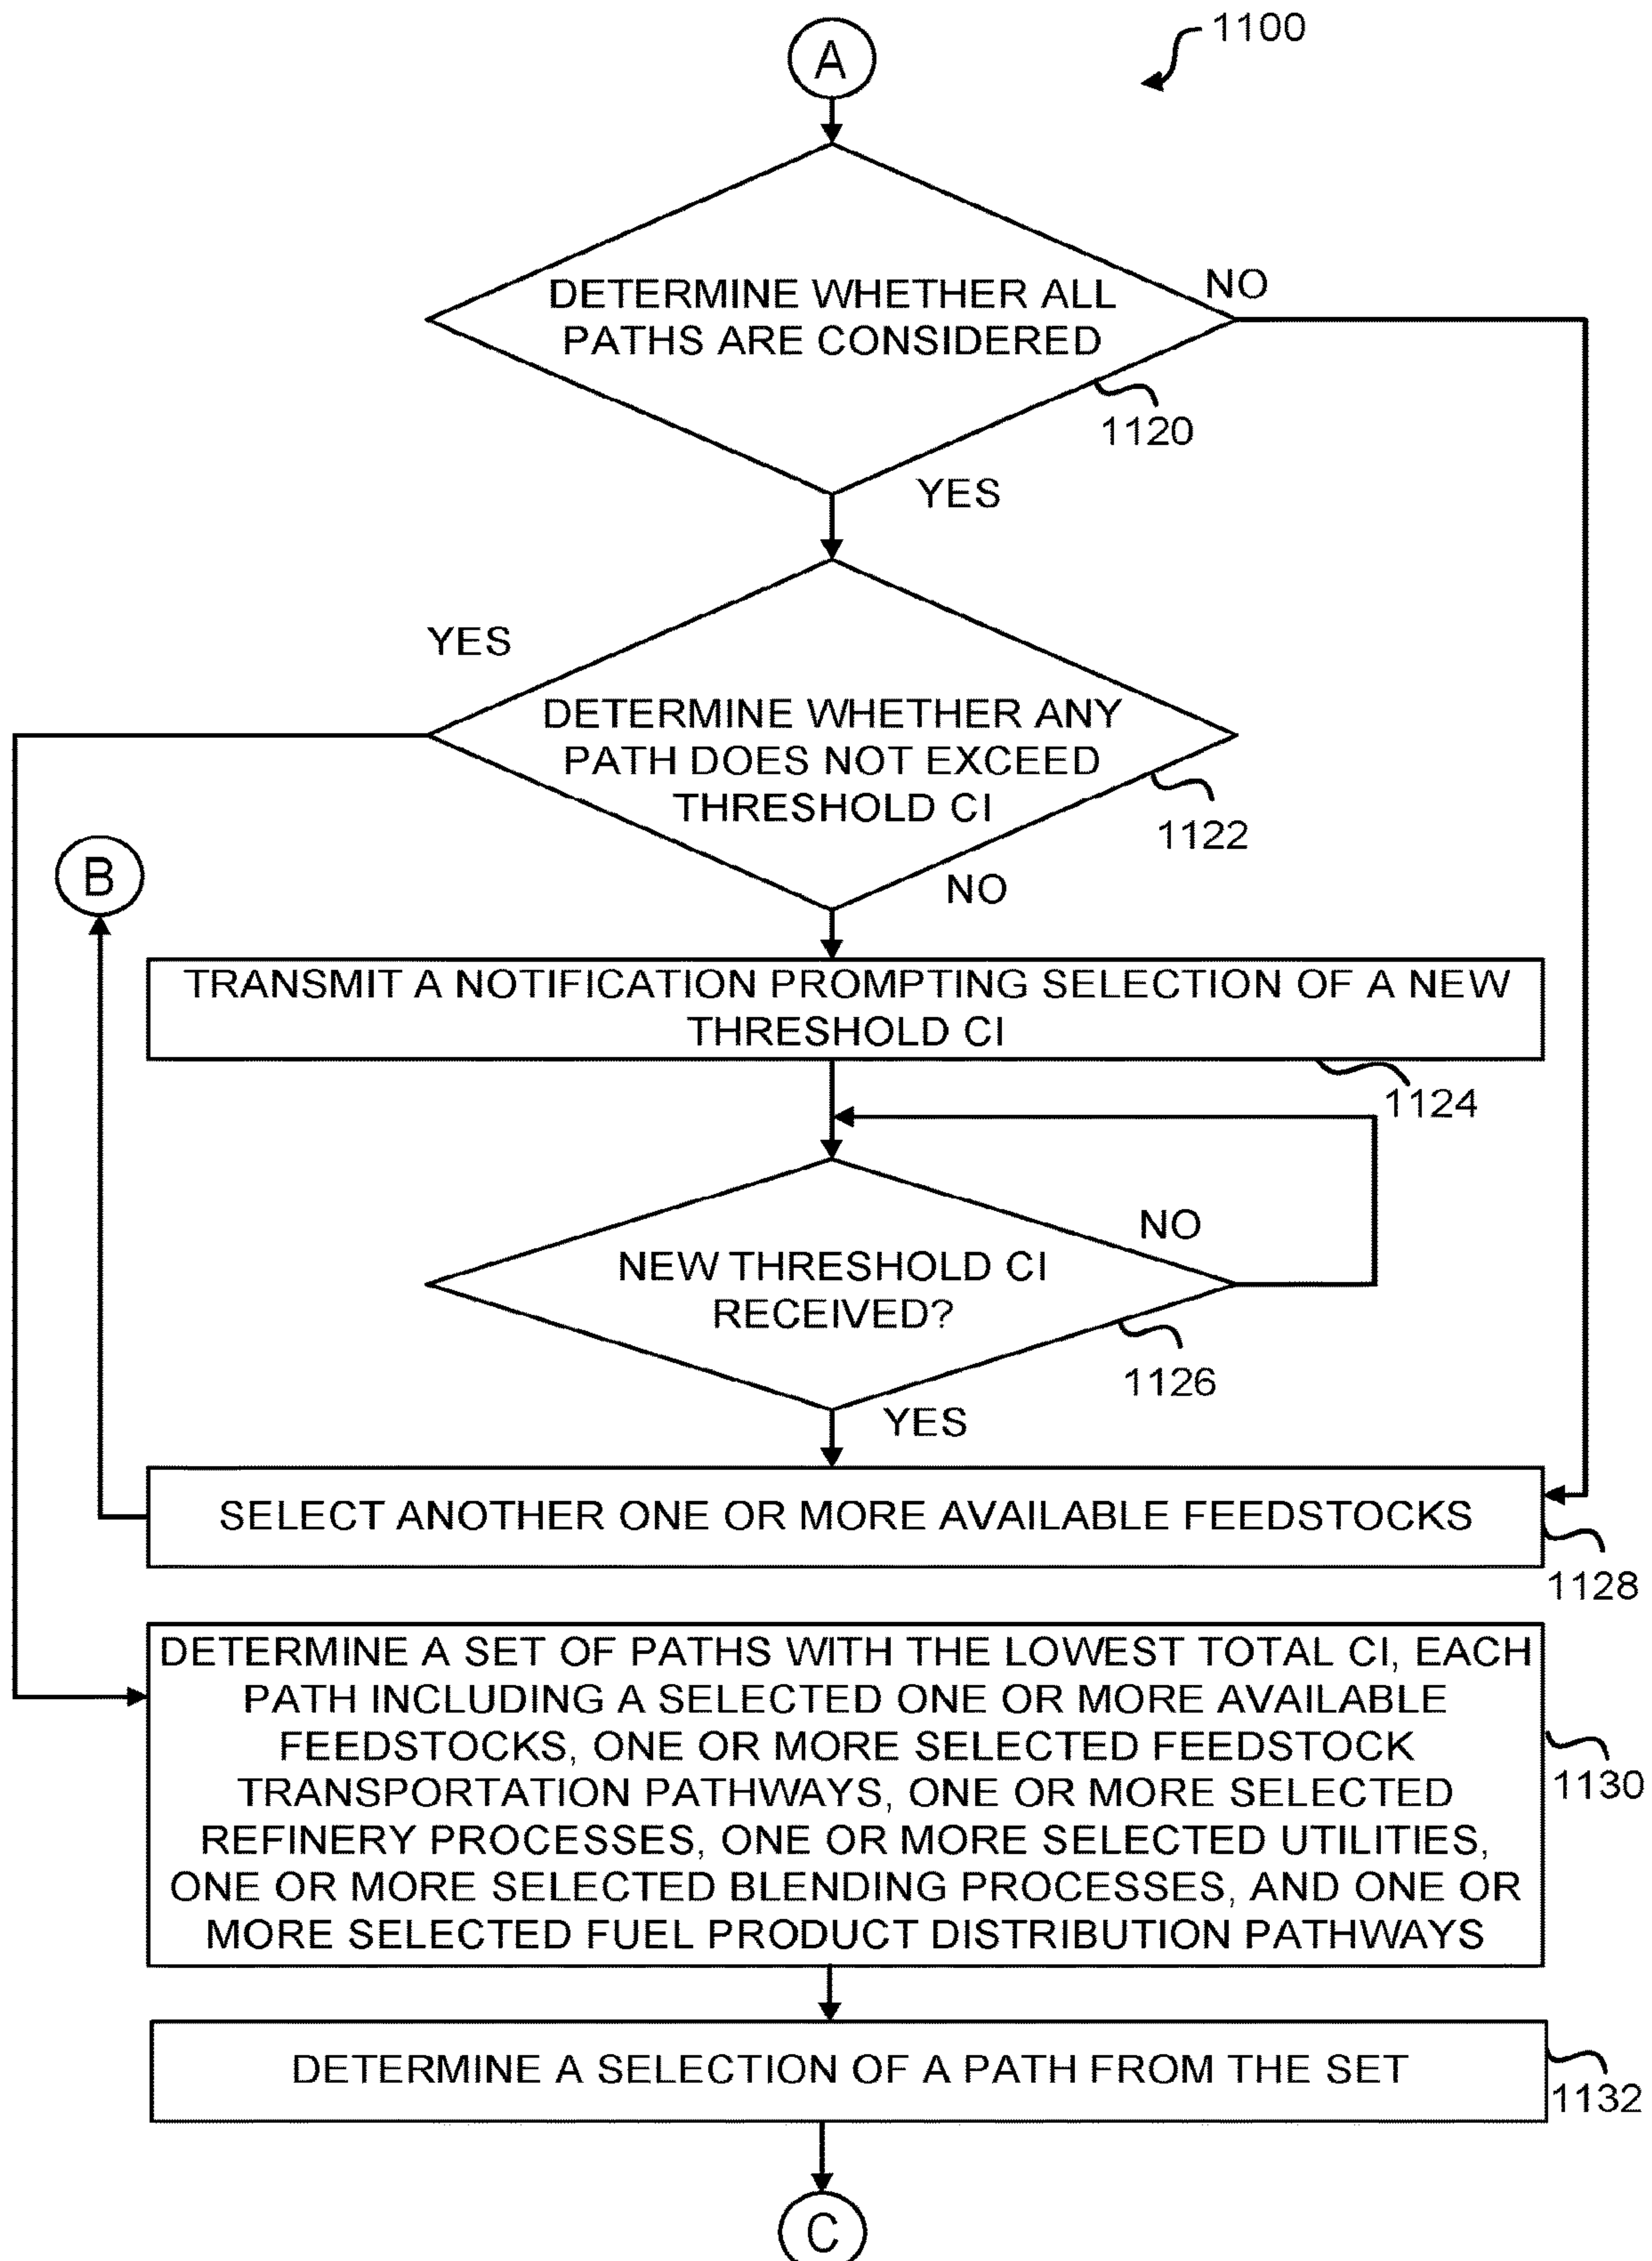 1100
A
DETERMINE WHETHER ALL
PATHS ARE CONSIDERED
NO
1120
YES
YES
DETERMINE WHETHER ANY
PATH DOES NOT EXCEED
THRESHOLD CI
1122
B
NO
TRANSMIT A NOTIFICATION PROMPTING SELECTION OF A NEW
THRESHOLD CI
1124
NO
NEW THRESHOLD CI
RECEIVED?
1126
YES
SELECT ANOTHER ONE OR MORE AVAILABLE FEEDSTOCKS
1128
DETERMINE A SET OF PATHS WITH THE LOWEST TOTAL CI, EACH
PATH INCLUDING A SELECTED ONE OR MORE AVAILABLE
FEEDSTOCKS, ONE OR MORE SELECTED FEEDSTOCK
TRANSPORTATION PATHWAYS, ONE OR MORE SELECTED
REFINERY PROCESSES, ONE OR MORE SELECTED UTILITIES,
ONE OR MORE SELECTED BLENDING PROCESSES, AND ONE OR
MORE SELECTED FUEL PRODUCT DISTRIBUTION PATHWAYS
1130
DETERMINE A SELECTION OF A PATH FROM THE SET
1132
C